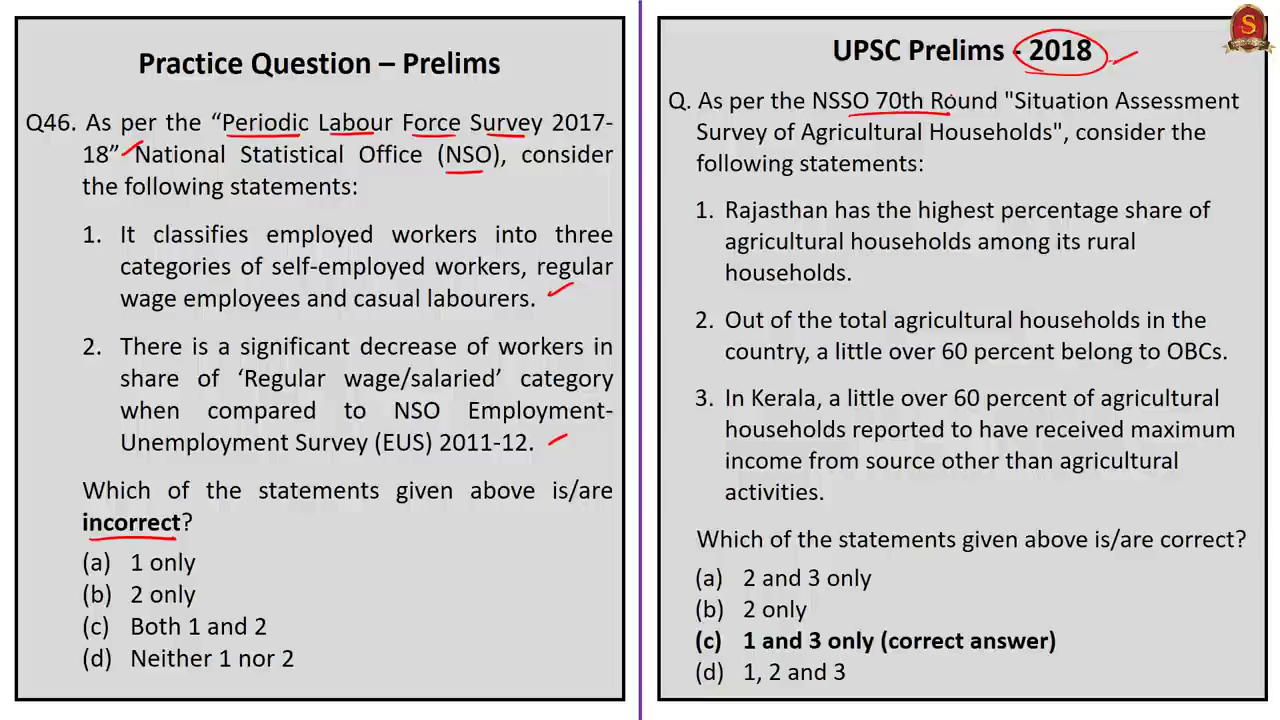 Practice Question – Prelims
Q46. As per the “Periodic Labour Force Survey 2017-
18” National Statistical Office (NSO), consider
the following statements:
1. It classifies employed workers into three
categories of self-employed workers, regular
wage employees and casual labourers.
2. There is a significant decrease of workers in
share of ‘Regular wage/salaried’ category
when compared to NSO Employment-
Unemployment Survey (EUS) 2011-12.
Which of the statements given above is/are
incorrect?
(a) 1 only
(b) 2 only
(c) Both 1 and 2
(d) Neither 1 nor 2
UPSC Prelims - 2018
Q. As per the NSSO 70th Round "Situation Assessment
Survey of Agricultural Households", consider the
following statements:
1. Rajasthan has the highest percentage share of
agricultural households among its rural
households.
2. Out of the total agricultural households in the
country, a little over 60 percent belong to OBCs.
3. In Kerala, a little over 60 percent of agricultural
households reported to have received maximum
income from source other than agricultural
activities.
Which of the statements given above is/are correct?
(a) 2 and 3 only
(b) 2 only
(c) 1 and 3 only (correct answer)
(d) 1, 2 and 3
S